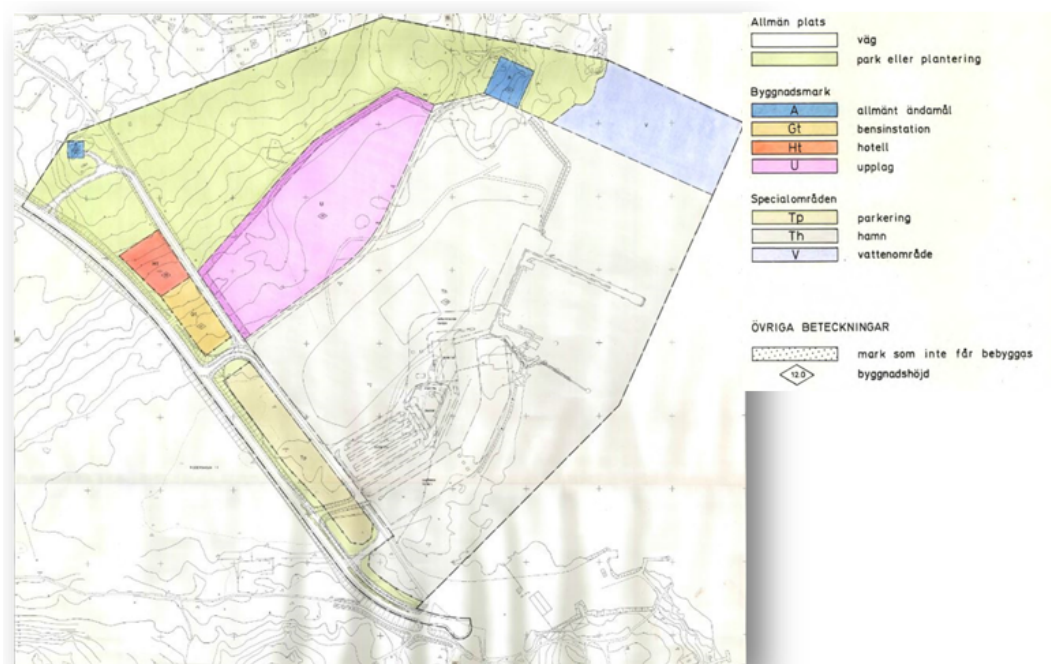 Allmän plats
väg
park eller plantering
Byggnadsmark
A allmänt ändamål
Gt bensinstation
Ht hotell
U upplag
Specialområden
Tp parkering
Th hamn
V vattenområde
ÖVRIGA BETECKNINGAR
mark som inte får bebyggas
12.0 byggnadshöjd